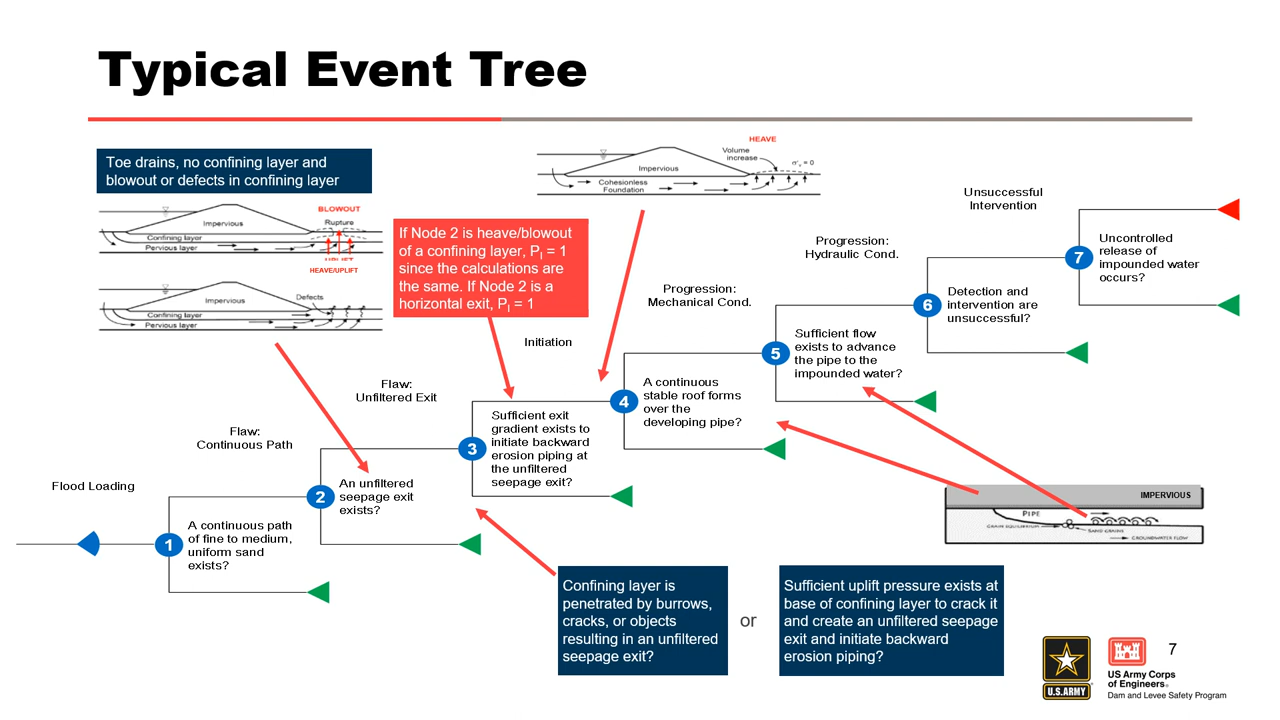 Typical Event Tree
Toe drains, no confining layer and
blowout or defects in confining layer
BLOWOUT
Rupture
Impervious
Confining layer
Pervious layer
UPLIFT
HEAVE/UPLIFT
Impervious
Defects
Confining layer
Pervious layer
If Node 2 is heave/blowout
of a confining layer, PI = 1
since the calculations are
the same. If Node 2 is a
horizontal exit, PI = 1
HEAVE
Volume
increase
σ'v = 0
Impervious
Cohesionless
Foundation
Flood Loading
1
A continuous path
of fine to medium,
uniform sand
exists?
Flaw:
Continuous Path
2
An unfiltered
seepage exit
exists?
Flaw:
Unfiltered Exit
3
Sufficient exit
gradient exists to
initiate backward
erosion piping at
the unfiltered
seepage exit?
Initiation
4
A continuous
stable roof forms
over the
developing pipe?
Progression:
Mechanical Cond.
5
Sufficient flow
exists to advance
the pipe to the
impounded water?
Progression:
Hydraulic Cond.
6
Detection and
intervention are
unsuccessful?
Unsuccessful
Intervention
7
Uncontrolled
release of
impounded water
occurs?
IMPERVIOUS
PIPE
GRAIN EQUILIBRIUM
SAND GRAINS
GROUNDWATER FLOW
Confining layer is
penetrated by burrows,
cracks, or objects
resulting in an unfiltered
seepage exit?
or
Sufficient uplift pressure exists at
base of confining layer to crack it
and create an unfiltered seepage
exit and initiate backward
erosion piping?
U.S.ARMY
US Army Corps
of Engineers®
Dam and Levee Safety Program
7